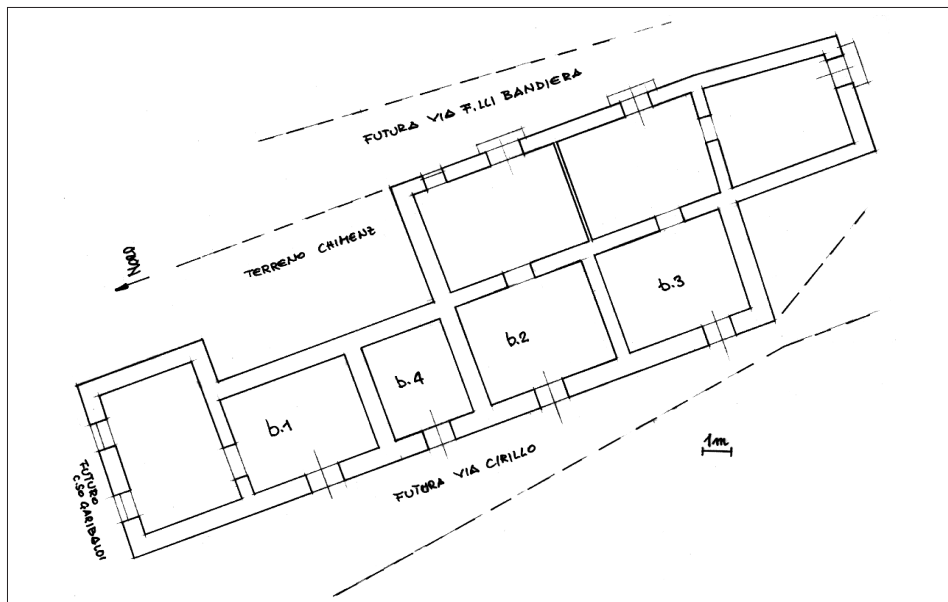 FUTURA VIA F.LLI BANDIERA
TERRENO CHIMENZ
NORD
b.3
b.2
b.4
b.1
1m
FUTURA VIA CIRILLO
FUTURO
C.SO GARIBALDI